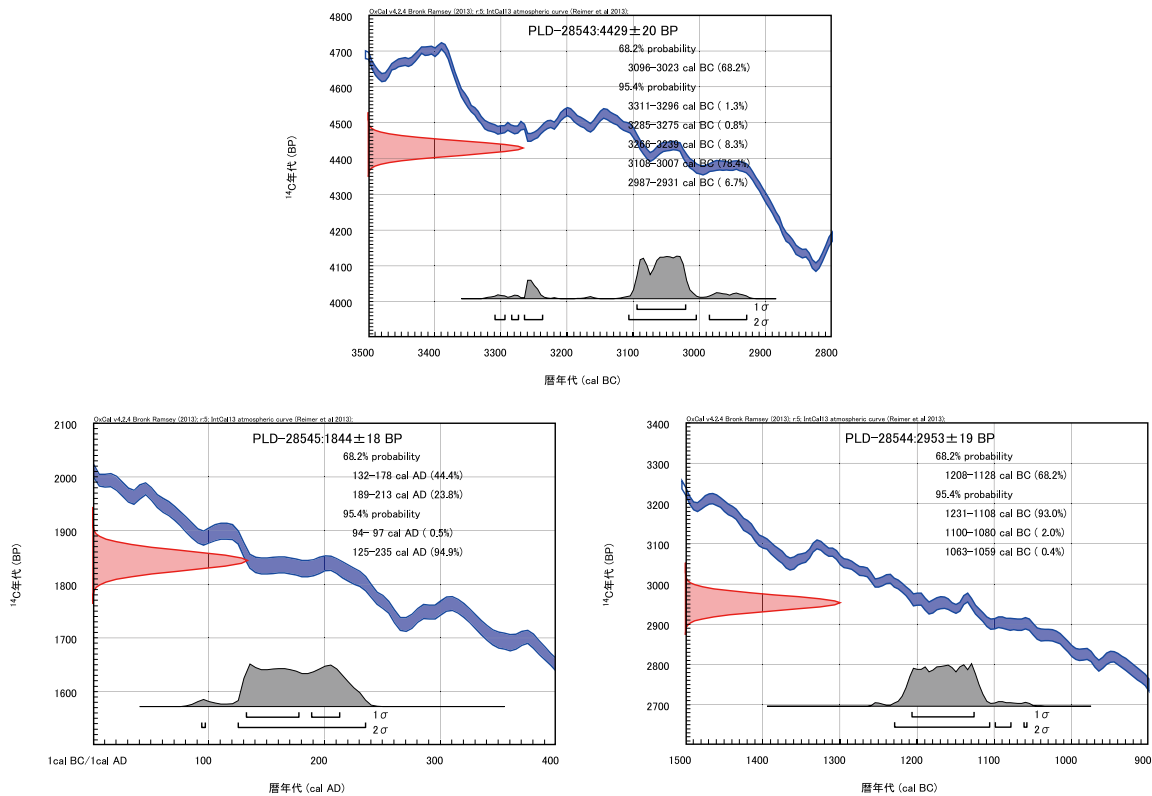 OxCal v4.2.4 Bronk Ramsey (2013); r:5; IntCal13 atmospheric curve (Reimer et al 2013);
PLD-28543:4429±20 BP
68.2% probability
3096-3023 cal BC (68.2%)
95.4% probability
3311-3296 cal BC ( 1.3%)
3285-3275 cal BC ( 0.8%)
3266-3239 cal BC ( 8.3%)
3108-3007 cal BC (78.4%)
2987-2931 cal BC ( 6.7%)
4800
4700
4600
4500
4400
4300
4200
4100
4000
¹⁴C年代 (BP)
1σ
2σ
3500 3400 3300 3200 3100 3000 2900 2800
暦年代 (cal BC)
OxCal v4.2.4 Bronk Ramsey (2013); r:5; IntCal13 atmospheric curve (Reimer et al 2013);
PLD-28545:1844±18 BP
68.2% probability
132-178 cal AD (44.4%)
189-213 cal AD (23.8%)
95.4% probability
94- 97 cal AD ( 0.5%)
125-235 cal AD (94.9%)
2100
2000
1900
1800
1700
1600
¹⁴C年代 (BP)
1σ
2σ
1cal BC/1cal AD 100 200 300 400
暦年代 (cal AD)
OxCal v4.2.4 Bronk Ramsey (2013); r:5; IntCal13 atmospheric curve (Reimer et al 2013);
PLD-28544:2953±19 BP
68.2% probability
1208-1128 cal BC (68.2%)
95.4% probability
1231-1108 cal BC (93.0%)
1100-1080 cal BC ( 2.0%)
1063-1059 cal BC ( 0.4%)
3400
3300
3200
3100
3000
2900
2800
2700
¹⁴C年代 (BP)
1σ
2σ
1500 1400 1300 1200 1100 1000 900
暦年代 (cal BC)